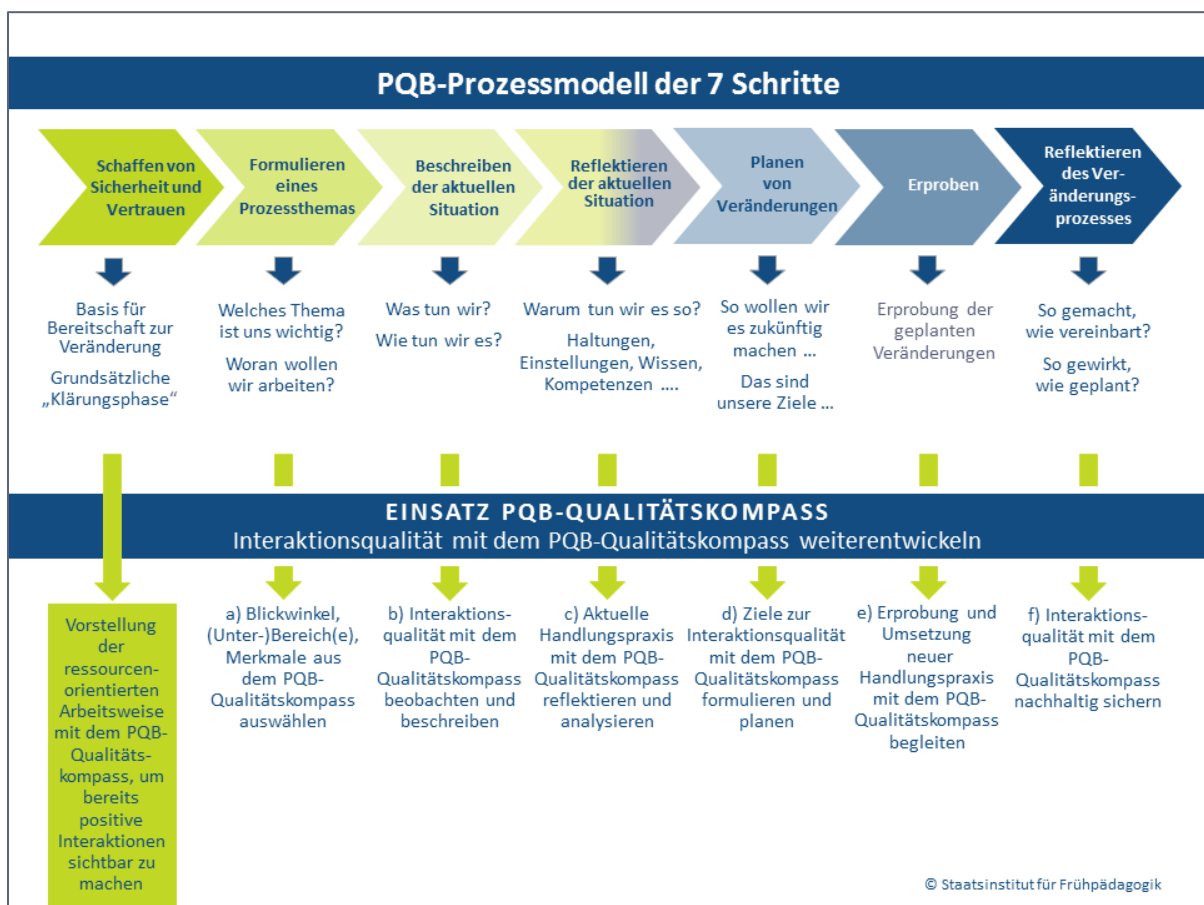 PQB-Prozessmodell der 7 Schritte
Schaffen von
Sicherheit und
Vertrauen
Formulieren
eines
Prozessthemas
Beschreiben
der aktuellen
Situation
Reflektieren
der aktuellen
Situation
Planen
von
Veränderungen
Erproben
Reflektieren
des Ver-
änderungs-
prozesses
Basis für
Bereitschaft zur
Veränderung
Grundsätzliche
„Klärungsphase“
Welches Thema
ist uns wichtig?
Woran wollen
wir arbeiten?
Was tun wir?
Wie tun wir es?
Warum tun wir es so?
Haltungen,
Einstellungen, Wissen,
Kompetenzen ….
So wollen wir
es zukünftig
machen …
Das sind
unsere Ziele …
Erprobung der
geplanten
Veränderungen
So gemacht,
wie vereinbart?
So gewirkt,
wie geplant?
EINSATZ PQB-QUALITÄTSKOMPASS
Interaktionsqualität mit dem PQB-Qualitätskompass weiterentwickeln
Vorstellung
der
ressourcen-
orientierten
Arbeitsweise
mit dem PQB-
Qualitäts-
kompass, um
bereits
positive
Interaktionen
sichtbar zu
machen
a) Blickwinkel,
(Unter-)Bereich(e),
Merkmale aus
dem PQB-
Qualitätskompass
auswählen
b) Interaktions-
qualität mit dem
PQB-
Qualitätskompass
beobachten und
beschreiben
c) Aktuelle
Handlungspraxis
mit dem PQB-
Qualitätskompass
reflektieren und
analysieren
d) Ziele zur
Interaktionsqualität
mit dem PQB-
Qualitätskompass
formulieren und
planen
e) Erprobung und
Umsetzung
neuer
Handlungspraxis
mit dem PQB-
Qualitätskompass
begleiten
f) Interaktions-
qualität mit dem
PQB-
Qualitätskompass
nachhaltig sichern
© Staatsinstitut für Frühpädagogik